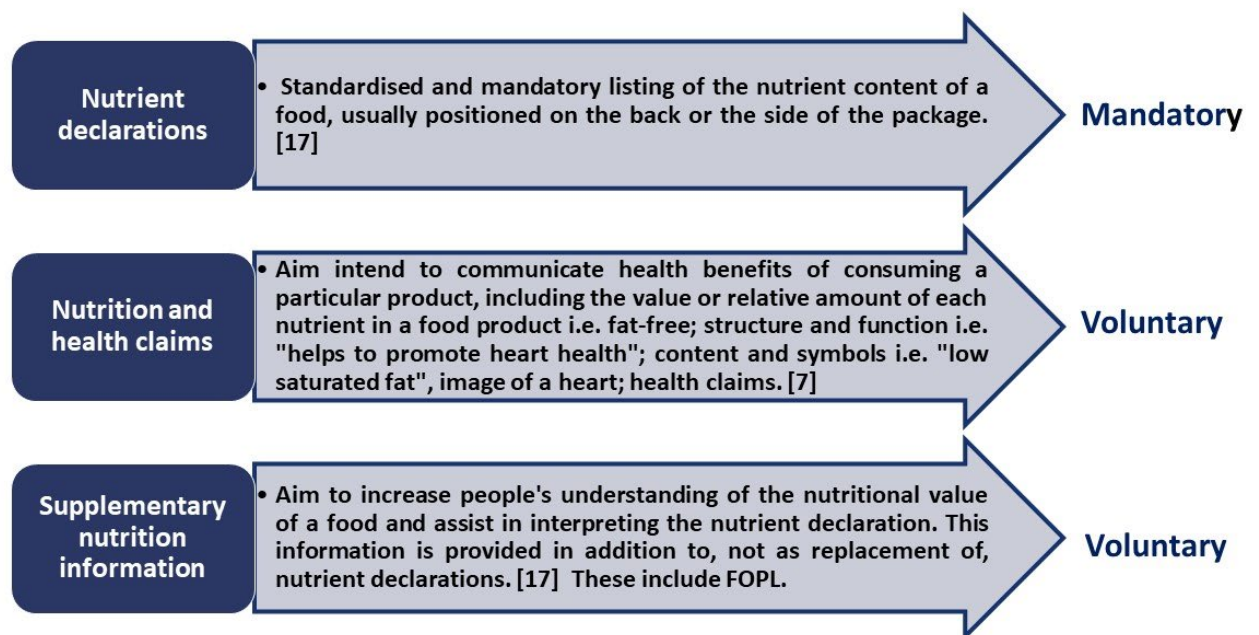 Nutrient
declarations
• Standardised and mandatory listing of the nutrient content of a
food, usually positioned on the back or the side of the package.
[17]
Mandatory
Nutrition and
health claims
• Aim intend to communicate health benefits of consuming a
particular product, including the value or relative amount of each
nutrient in a food product i.e. fat-free; structure and function i.e.
"helps to promote heart health"; content and symbols i.e. "low
saturated fat", image of a heart; health claims. [7]
Voluntary
Supplementary
nutrition
information
• Aim to increase people's understanding of the nutritional value
of a food and assist in interpreting the nutrient declaration. This
information is provided in addition to, not as replacement of,
nutrient declarations. [17] These include FOPL.
Voluntary